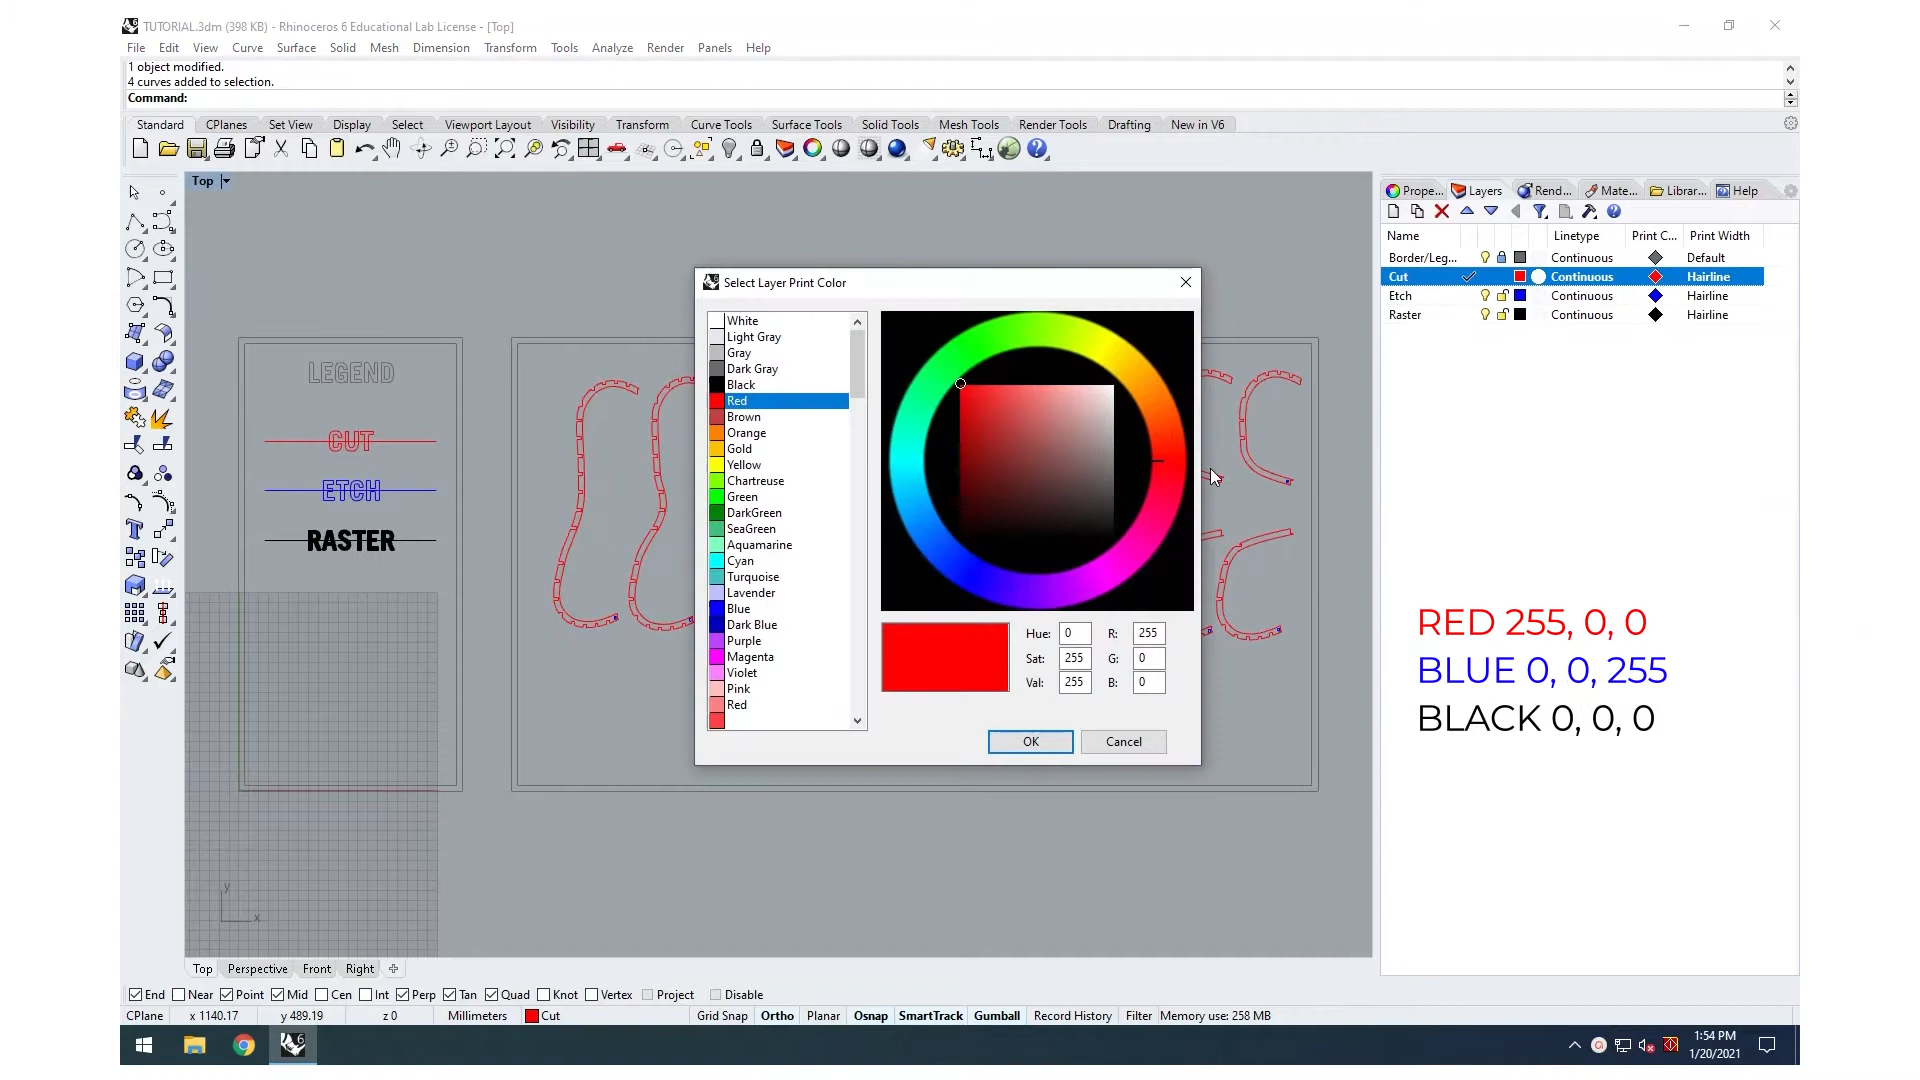 TUTORIAL.3dm (398 KB) - Rhinoceros 6 Educational Lab License - [Top]
File Edit View Curve Surface Solid Mesh Dimension Transform Tools Analyze Render Panels Help
1 object modified.
4 curves added to selection.
Command:
Standard CPlanes Set View Display Select Viewport Layout Visibility Transform Curve Tools Surface Tools Solid Tools Mesh Tools Render Tools Drafting New in V6
Top
Prope... Layers Rend... Mate... Librar... Help
Name Linetype Print C... Print Width
Border/Leg... Continuous Default
Cut Continuous Hairline
Etch Continuous Hairline
Raster Continuous Hairline
LEGEND
CUT
ETCH
RASTER
Select Layer Print Color
White
Light Gray
Gray
Dark Gray
Black
Red
Brown
Orange
Gold
Yellow
Chartreuse
Green
DarkGreen
SeaGreen
Aquamarine
Cyan
Turquoise
Lavender
Blue
Dark Blue
Purple
Magenta
Violet
Pink
Red
Hue: 0 R: 255
Sat: 255 G: 0
Val: 255 B: 0
OK Cancel
RED 255, 0, 0
BLUE 0, 0, 255
BLACK 0, 0, 0
y
x
Top Perspective Front Right
End Near Point Mid Cen Int Perp Tan Quad Knot Vertex Project Disable
CPlane x 1140.17 y 489.19 z 0 Millimeters Cut Grid Snap Ortho Planar Osnap SmartTrack Gumball Record History Filter Memory use: 258 MB
6
1:54 PM
1/20/2021